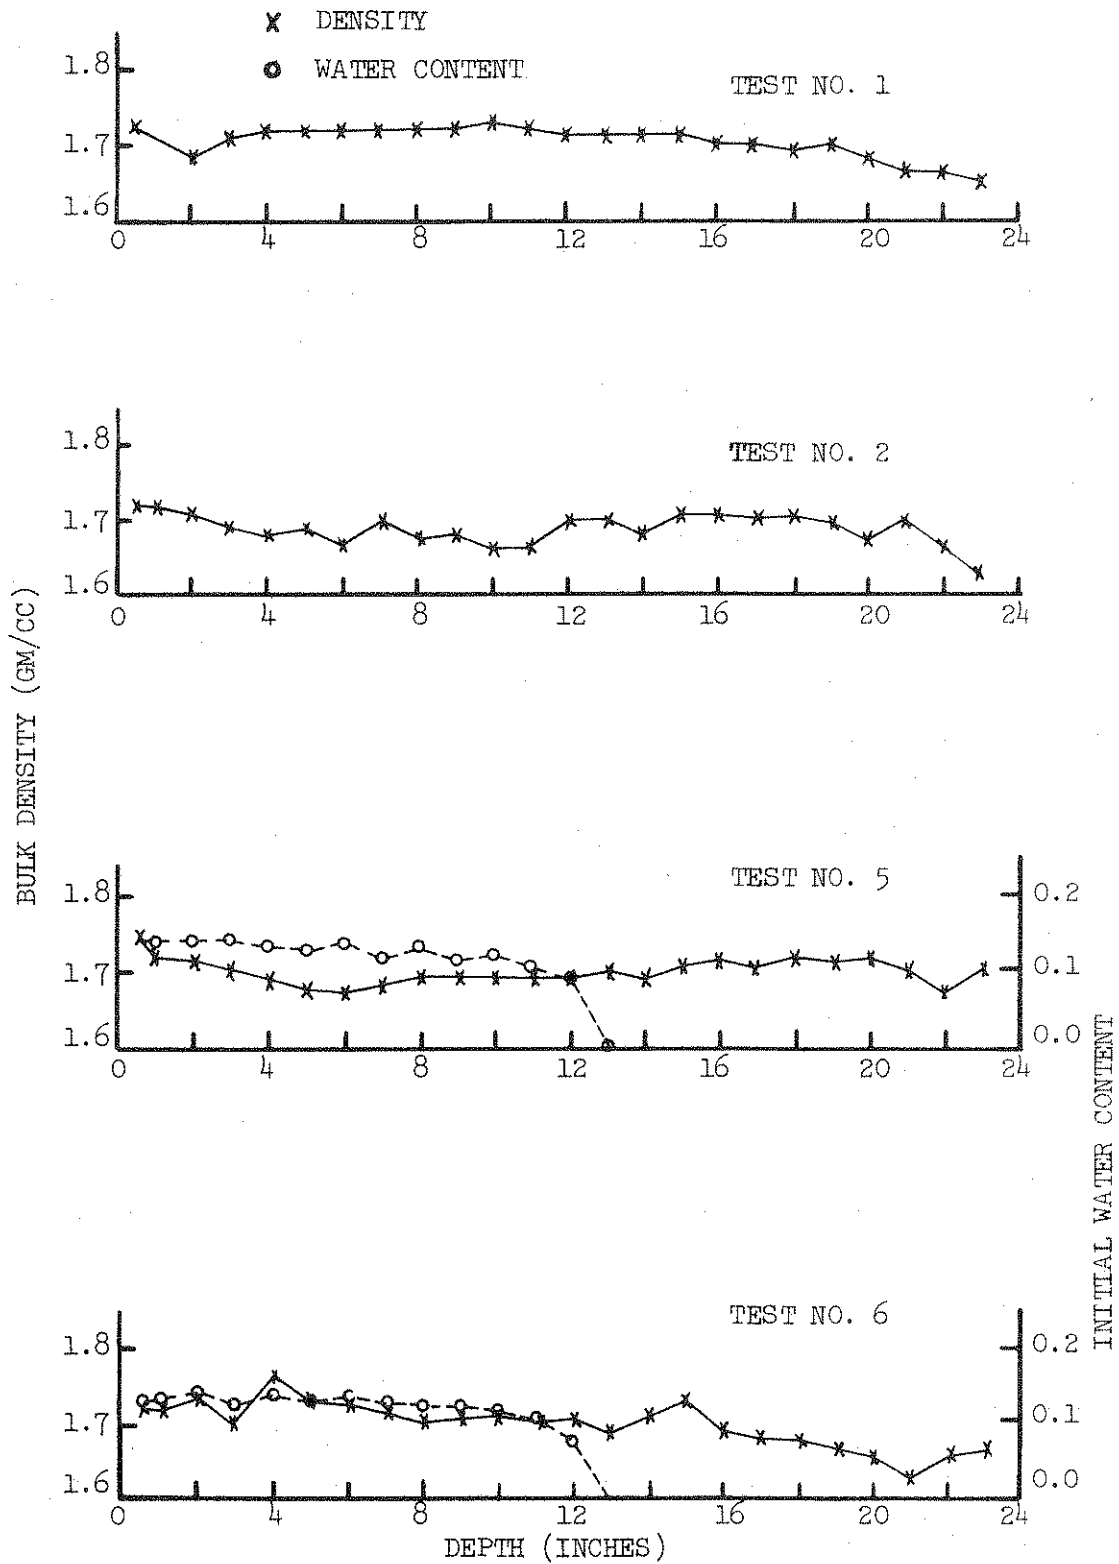 DENSITY
WATER CONTENT
TEST NO. 1
1.8
1.7
1.6
0 4 8 12 16 20 24
TEST NO. 2
1.8
1.7
1.6
0 4 8 12 16 20 24
BULK DENSITY (GM/CC)
TEST NO. 5
1.8 0.2
1.7 0.1
1.6 0.0
0 4 8 12 16 20 24
INITIAL WATER CONTENT
TEST NO. 6
1.8 0.2
1.7 0.1
1.6 0.0
0 4 8 12 16 20 24
DEPTH (INCHES)